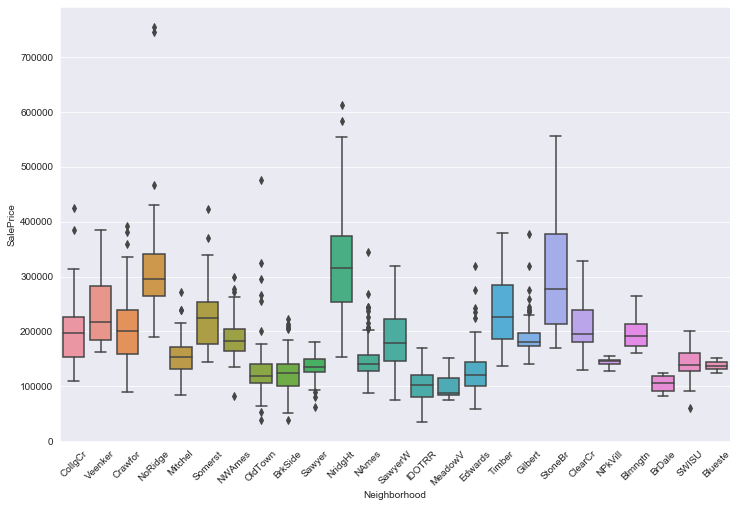 700000
600000
500000
400000
300000
200000
100000
0
SalePrice
CollgCr
Veenker
Crawfor
NoRidge
Mitchel
Somerst
NWAmes
OldTown
BrkSide
Sawyer
NridgHt
NAmes
SawyerW
IDOTRR
MeadowV
Edwards
Timber
Gilbert
StoneBr
ClearCr
NPkVill
Blmngtn
BrDale
SWISU
Blueste
Neighborhood